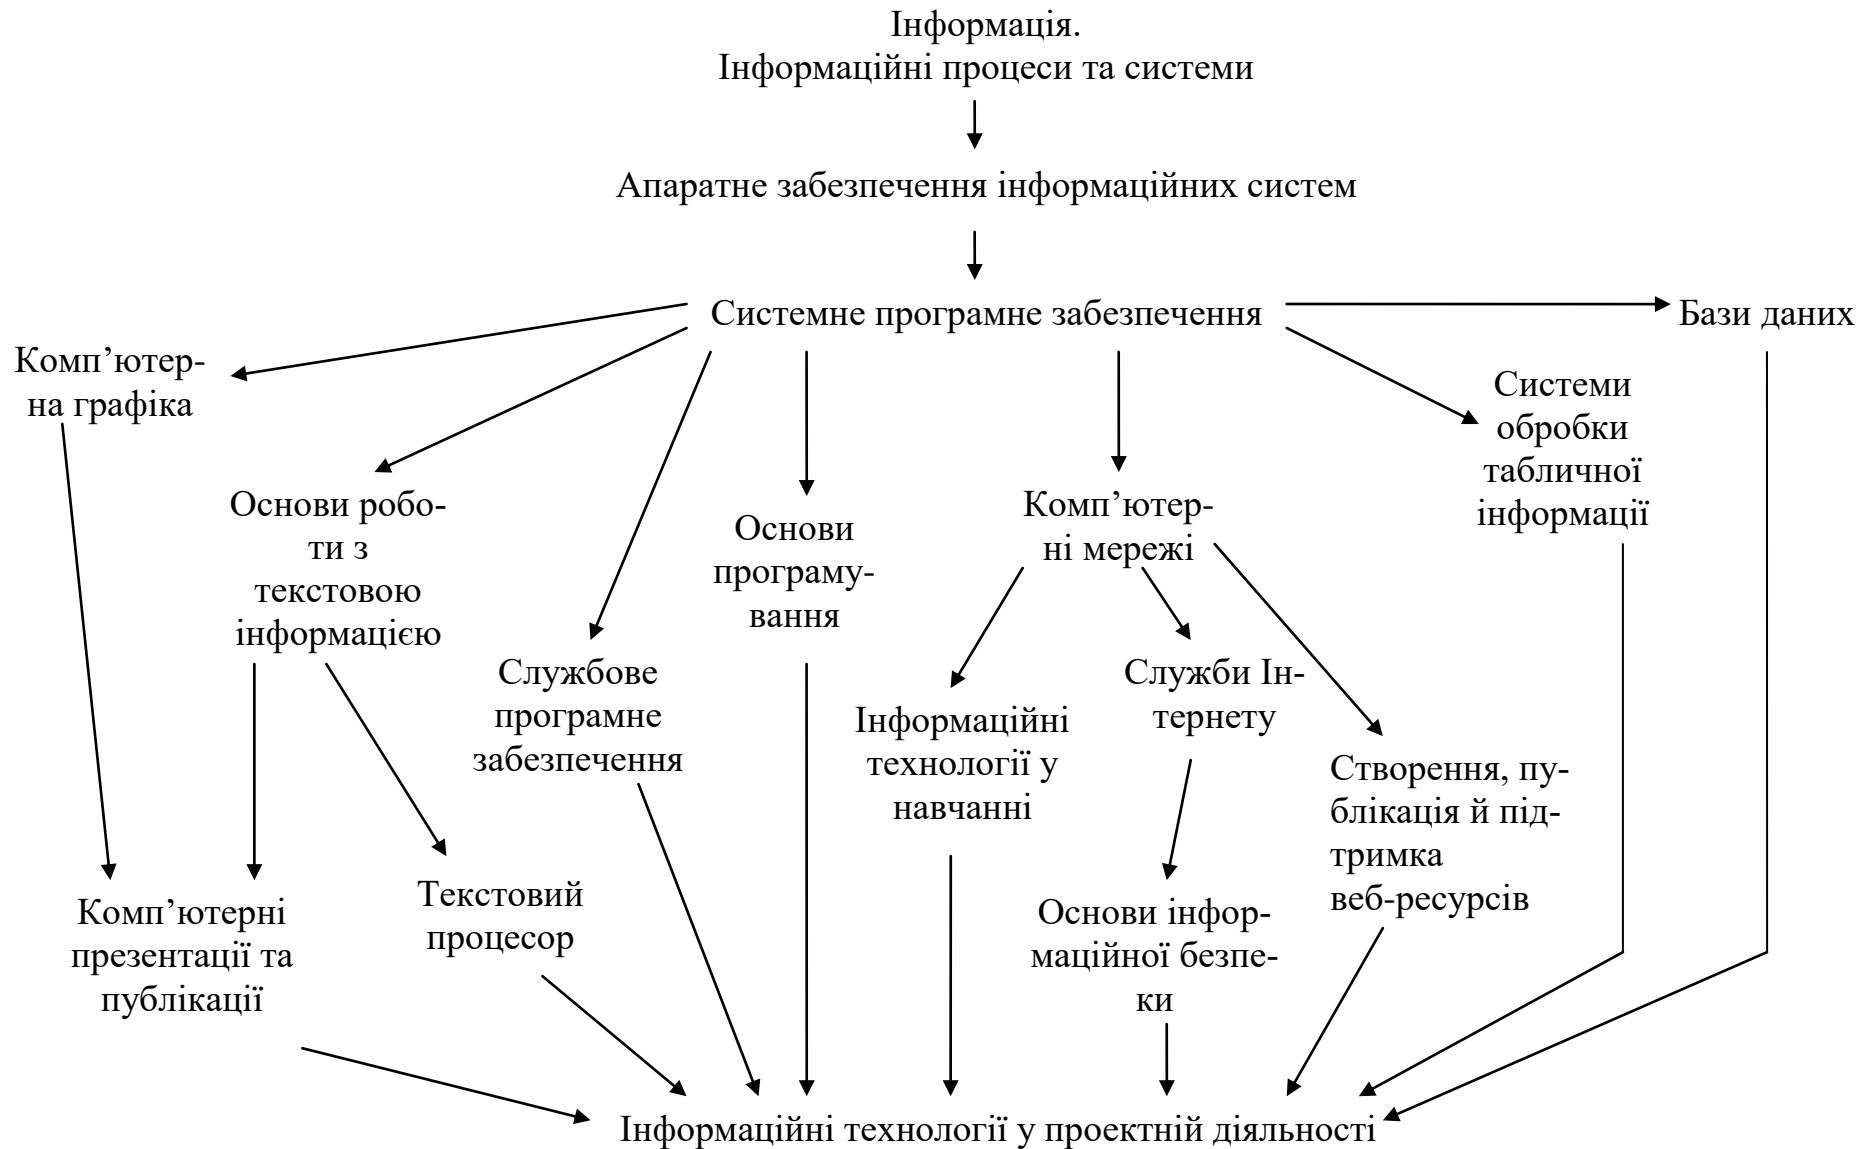 Інформація.
Інформаційні процеси та системи
Апаратне забезпечення інформаційних систем
Системне програмне забезпечення
Бази даних
Комп’ютер-
на графіка
Системи
обробки
табличної
інформації
Основи робо-
ти з
текстовою
інформацією
Основи
програму-
вання
Комп’ютер-
ні мережі
Службове
програмне
забезпечення
Інформаційні
технології у
навчанні
Служби Ін-
тернету
Створення, пу-
блікація й під-
тримка
веб-ресурсів
Комп’ютерні
презентації та
публікації
Текстовий
процесор
Основи інфор-
маційної безпе-
ки
Інформаційні технології у проектній діяльності